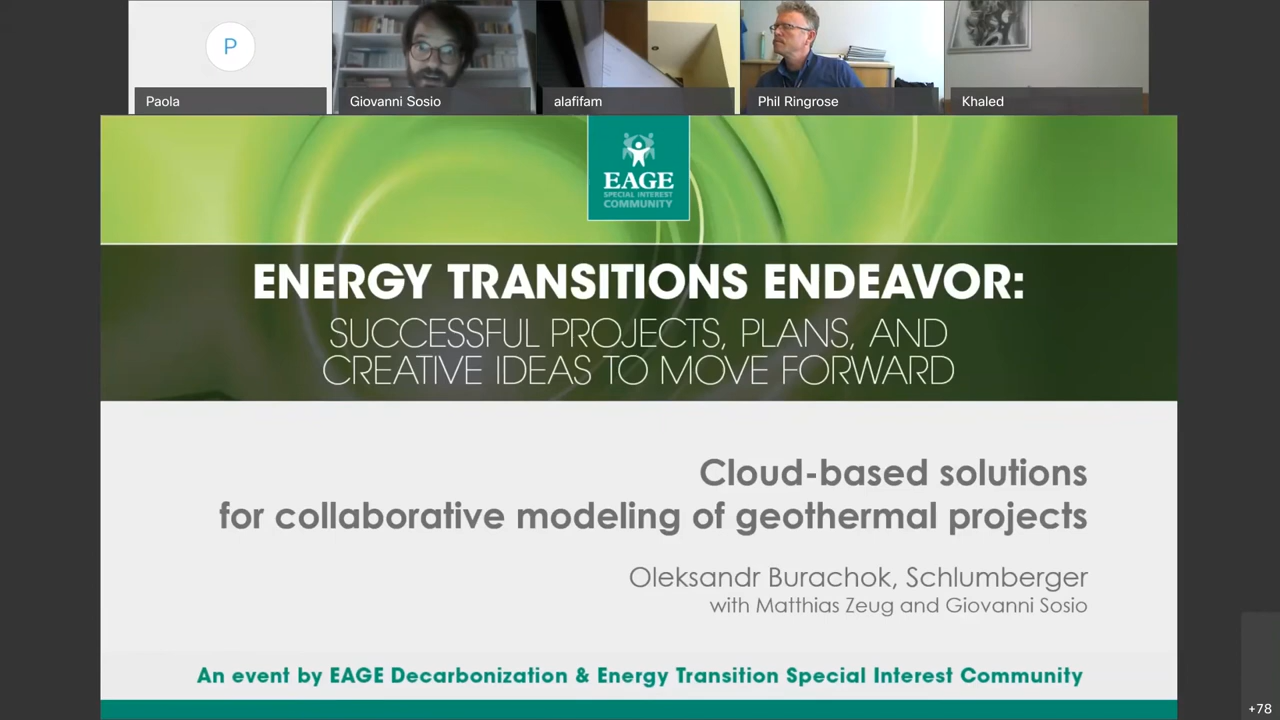 P
Paola
Giovanni Sosio
alafifam
Phil Ringrose
Khaled
EAGE
SPECIAL INTEREST
COMMUNITY
ENERGY TRANSITIONS ENDEAVOR:
SUCCESSFUL PROJECTS, PLANS, AND
CREATIVE IDEAS TO MOVE FORWARD
Cloud-based solutions
for collaborative modeling of geothermal projects
Oleksandr Burachok, Schlumberger
with Matthias Zeug and Giovanni Sosio
An event by EAGE Decarbonization & Energy Transition Special Interest Community
+78